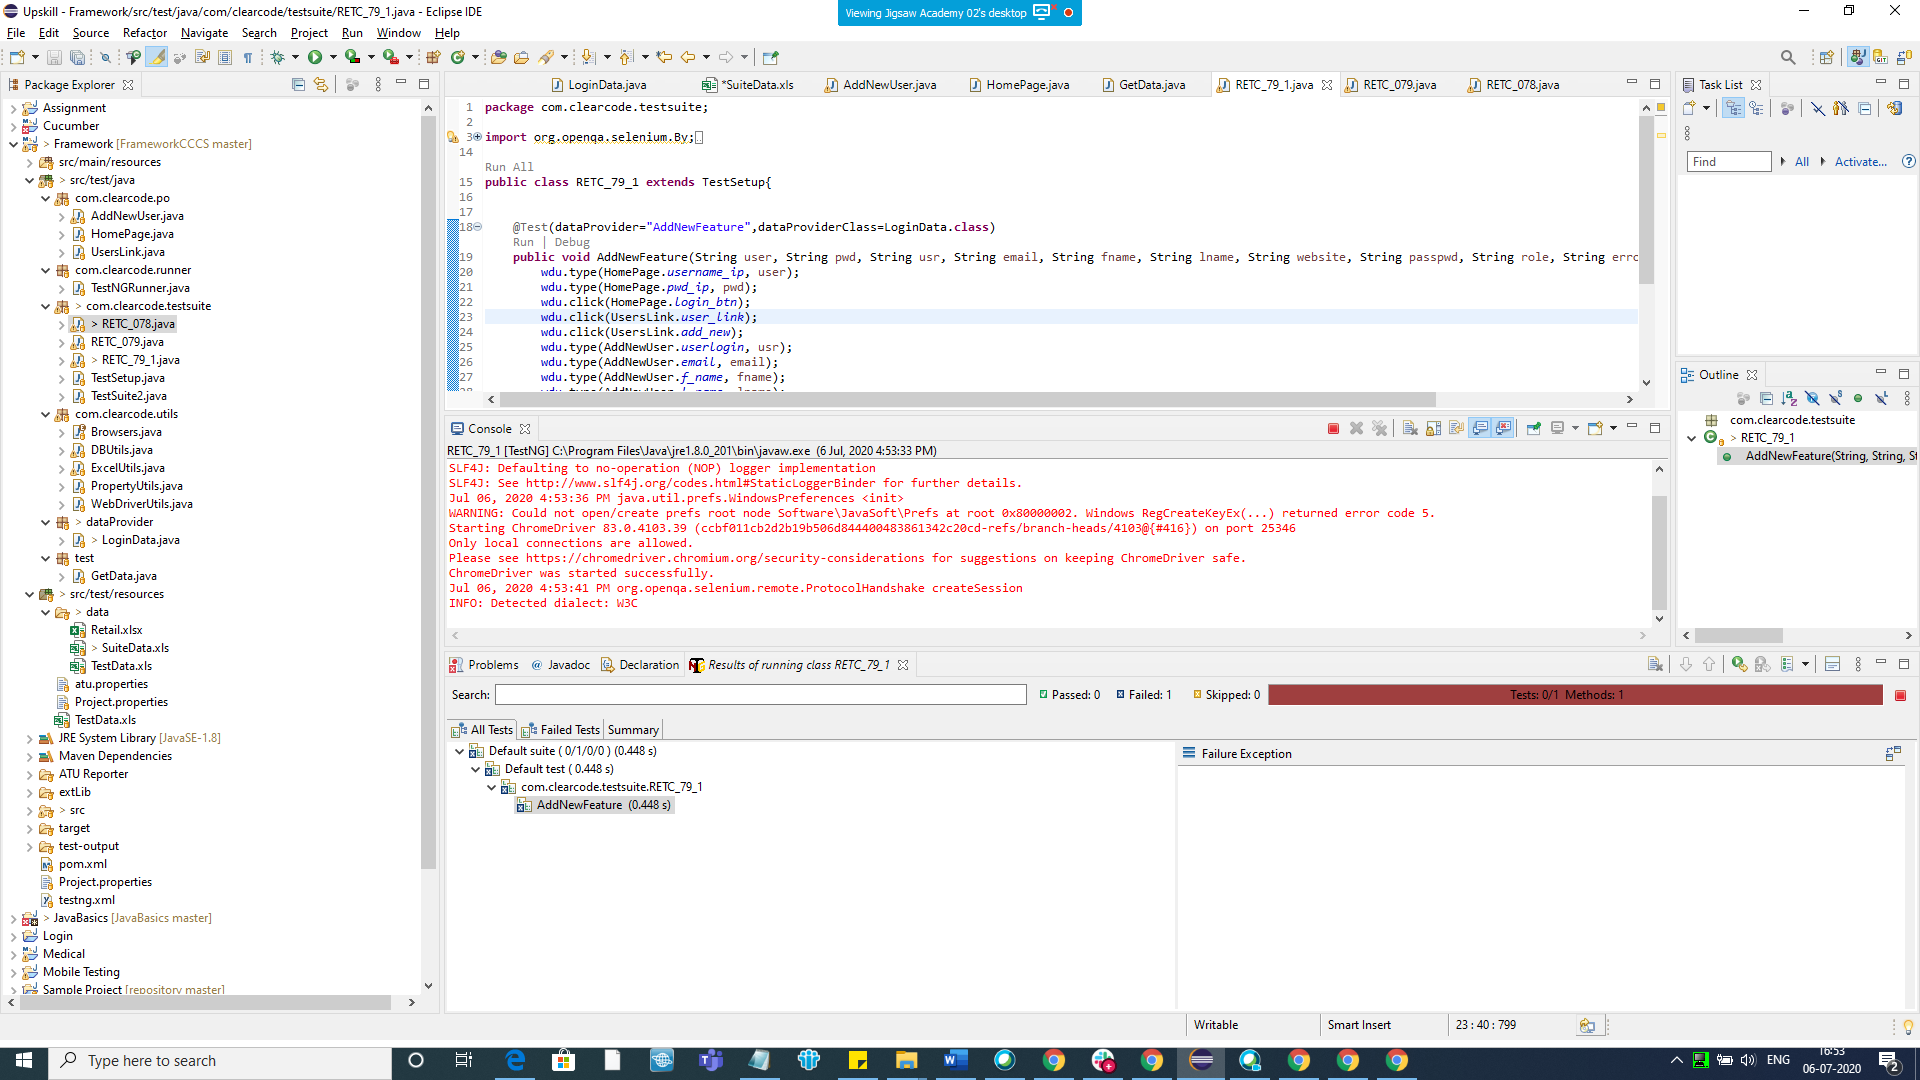 Upskill - Framework/src/test/java/com/clearcode/testsuite/RETC_79_1.java - Eclipse IDE
Viewing Jigsaw Academy 02's desktop
File Edit Source Refactor Navigate Search Project Run Window Help
Package Explorer
Assignment
Cucumber
> Framework [FrameworkCCCS master]
src/main/resources
> src/test/java
com.clearcode.po
AddNewUser.java
HomePage.java
UsersLink.java
com.clearcode.runner
TestNGRunner.java
> com.clearcode.testsuite
> RETC_078.java
RETC_079.java
> RETC_79_1.java
TestSetup.java
TestSuite2.java
com.clearcode.utils
Browsers.java
DBUtils.java
ExcelUtils.java
PropertyUtils.java
WebDriverUtils.java
> dataProvider
> LoginData.java
test
GetData.java
> src/test/resources
> data
Retail.xlsx
> SuiteData.xls
TestData.xls
atu.properties
Project.properties
TestData.xls
JRE System Library [JavaSE-1.8]
Maven Dependencies
ATU Reporter
extLib
> src
target
test-output
pom.xml
Project.properties
testng.xml
> JavaBasics [JavaBasics master]
Login
Medical
Mobile Testing
Sample Project [repository master]
LoginData.java *SuiteData.xls AddNewUser.java HomePage.java GetData.java RETC_79_1.java RETC_079.java RETC_078.java
1 package com.clearcode.testsuite;
2
3 import org.openqa.selenium.By;
14
Run All
15 public class RETC_79_1 extends TestSetup{
16
17
18 @Test(dataProvider="AddNewFeature",dataProviderClass=LoginData.class)
Run | Debug
19 public void AddNewFeature(String user, String pwd, String usr, String email, String fname, String lname, String website, String passwpd, String role, String erro
20 wdu.type(HomePage.username_ip, user);
21 wdu.type(HomePage.pwd_ip, pwd);
22 wdu.click(HomePage.login_btn);
23 wdu.click(UsersLink.user_link);
24 wdu.click(UsersLink.add_new);
25 wdu.type(AddNewUser.userlogin, usr);
26 wdu.type(AddNewUser.email, email);
27 wdu.type(AddNewUser.f_name, fname);
Console
RETC_79_1 [TestNG] C:\Program Files\Java\jre1.8.0_201\bin\javaw.exe (6 Jul, 2020 4:53:33 PM)
SLF4J: Defaulting to no-operation (NOP) logger implementation
SLF4J: See http://www.slf4j.org/codes.html#StaticLoggerBinder for further details.
Jul 06, 2020 4:53:36 PM java.util.prefs.WindowsPreferences <init>
WARNING: Could not open/create prefs root node Software\JavaSoft\Prefs at root 0x80000002. Windows RegCreateKeyEx(...) returned error code 5.
Starting ChromeDriver 83.0.4103.39 (ccbf011cb2d2b19b506d844400483861342c20cd-refs/branch-heads/4103@{#416}) on port 25346
Only local connections are allowed.
Please see https://chromedriver.chromium.org/security-considerations for suggestions on keeping ChromeDriver safe.
ChromeDriver was started successfully.
Jul 06, 2020 4:53:41 PM org.openqa.selenium.remote.ProtocolHandshake createSession
INFO: Detected dialect: W3C
Problems @ Javadoc Declaration Results of running class RETC_79_1
Search: Passed: 0 Failed: 1 Skipped: 0 Tests: 0/1 Methods: 1
All Tests Failed Tests Summary
Default suite ( 0/1/0/0 ) (0.448 s)
Default test ( 0.448 s)
com.clearcode.testsuite.RETC_79_1
AddNewFeature (0.448 s)
Failure Exception
Task List
Find All Activate...
Outline
com.clearcode.testsuite
> RETC_79_1
AddNewFeature(String, String, St
Writable Smart Insert 23 : 40 : 799
Type here to search
ENG
16:53
06-07-2020
2